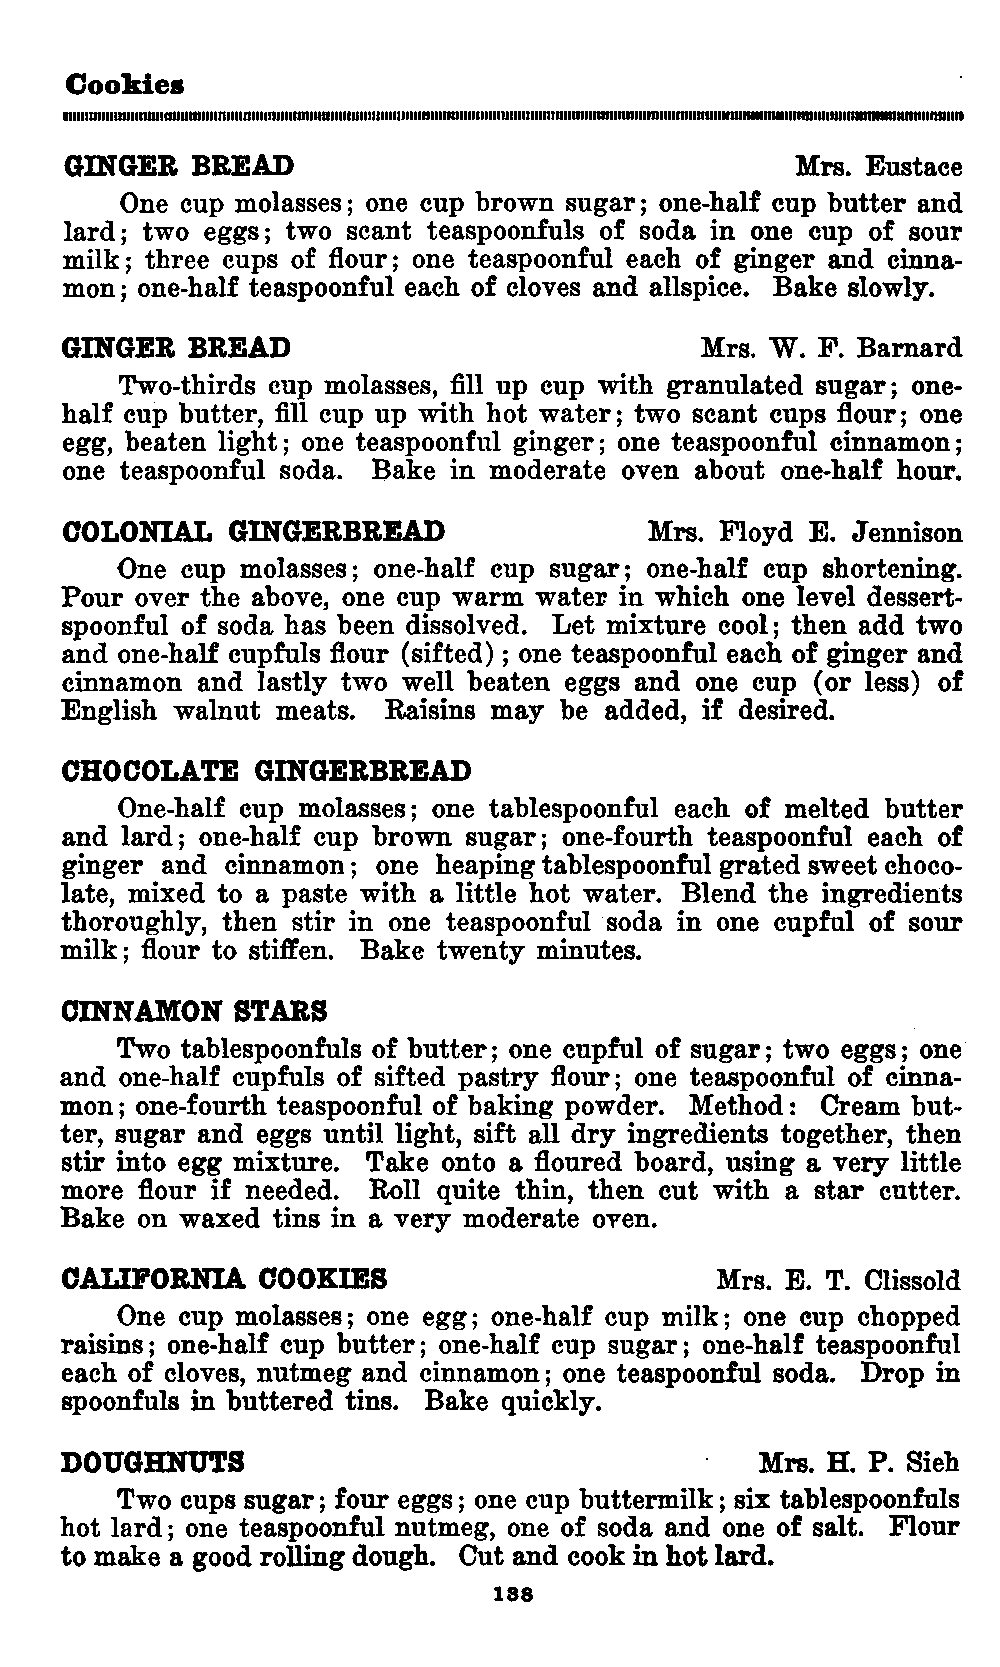 Cookies
GINGER BREAD Mrs. Eustace
One cup molasses; one cup brown sugar; one-half cup butter and
lard; two eggs; two scant teaspoonfuls of soda in one cup of sour
milk; three cups of flour; one teaspoonful each of ginger and cinna-
mon; one-half teaspoonful each of cloves and allspice. Bake slowly.
GINGER BREAD Mrs. W. F. Barnard
Two-thirds cup molasses, fill up cup with granulated sugar; one-
half cup butter, fill cup up with hot water; two scant cups flour; one
egg, beaten light; one teaspoonful ginger; one teaspoonful cinnamon;
one teaspoonful soda. Bake in moderate oven about one-half hour.
COLONIAL GINGERBREAD Mrs. Floyd E. Jennison
One cup molasses; one-half cup sugar; one-half cup shortening.
Pour over the above, one cup warm water in which one level dessert-
spoonful of soda has been dissolved. Let mixture cool; then add two
and one-half cupfuls flour (sifted); one teaspoonful each of ginger and
cinnamon and lastly two well beaten eggs and one cup (or less) of
English walnut meats. Raisins may be added, if desired.
CHOCOLATE GINGERBREAD
One-half cup molasses; one tablespoonful each of melted butter
and lard; one-half cup brown sugar; one-fourth teaspoonful each of
ginger and cinnamon; one heaping tablespoonful grated sweet choco-
late, mixed to a paste with a little hot water. Blend the ingredients
thoroughly, then stir in one teaspoonful soda in one cupful of sour
milk; flour to stiffen. Bake twenty minutes.
CINNAMON STARS
Two tablespoonfuls of butter; one cupful of sugar; two eggs; one
and one-half cupfuls of sifted pastry flour; one teaspoonful of cinna-
mon; one-fourth teaspoonful of baking powder. Method: Cream but-
ter, sugar and eggs until light, sift all dry ingredients together, then
stir into egg mixture. Take onto a floured board, using a very little
more flour if needed. Roll quite thin, then cut with a star cutter.
Bake on waxed tins in a very moderate oven.
CALIFORNIA COOKIES Mrs. E. T. Clissold
One cup molasses; one egg; one-half cup milk; one cup chopped
raisins; one-half cup butter; one-half cup sugar; one-half teaspoonful
each of cloves, nutmeg and cinnamon; one teaspoonful soda. Drop in
spoonfuls in buttered tins. Bake quickly.
DOUGHNUTS Mrs. H. P. Sieh
Two cups sugar; four eggs; one cup buttermilk; six tablespoonfuls
hot lard; one teaspoonful nutmeg, one of soda and one of salt. Flour
to make a good rolling dough. Cut and cook in hot lard.
138